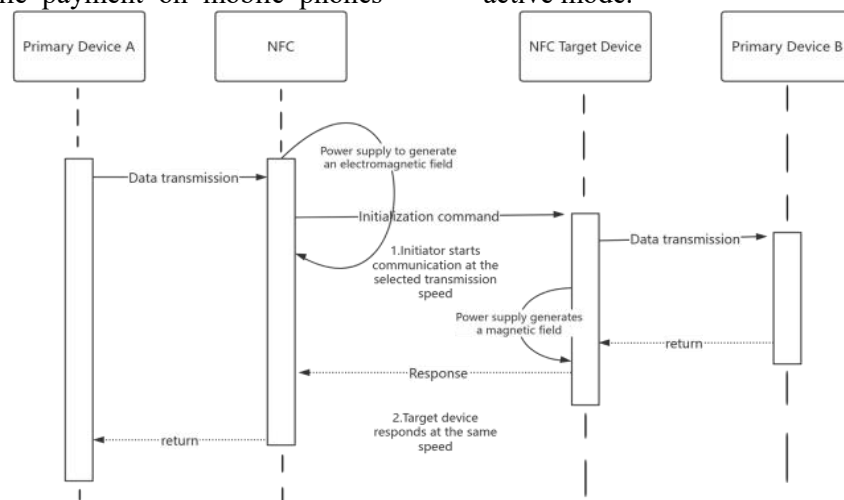 ne payment on mobile phones
active mode.
Primary Device A
NFC
NFC Target Device
Primary Device B
Power supply to generate
an electromagnetic field
Data transmission
Initialization command
Data transmission
1.Initiator starts
communication at the
selected transmission
speed
Power supply generates
a magnetic field
return
Response
2.Target device
responds at the same
speed
return